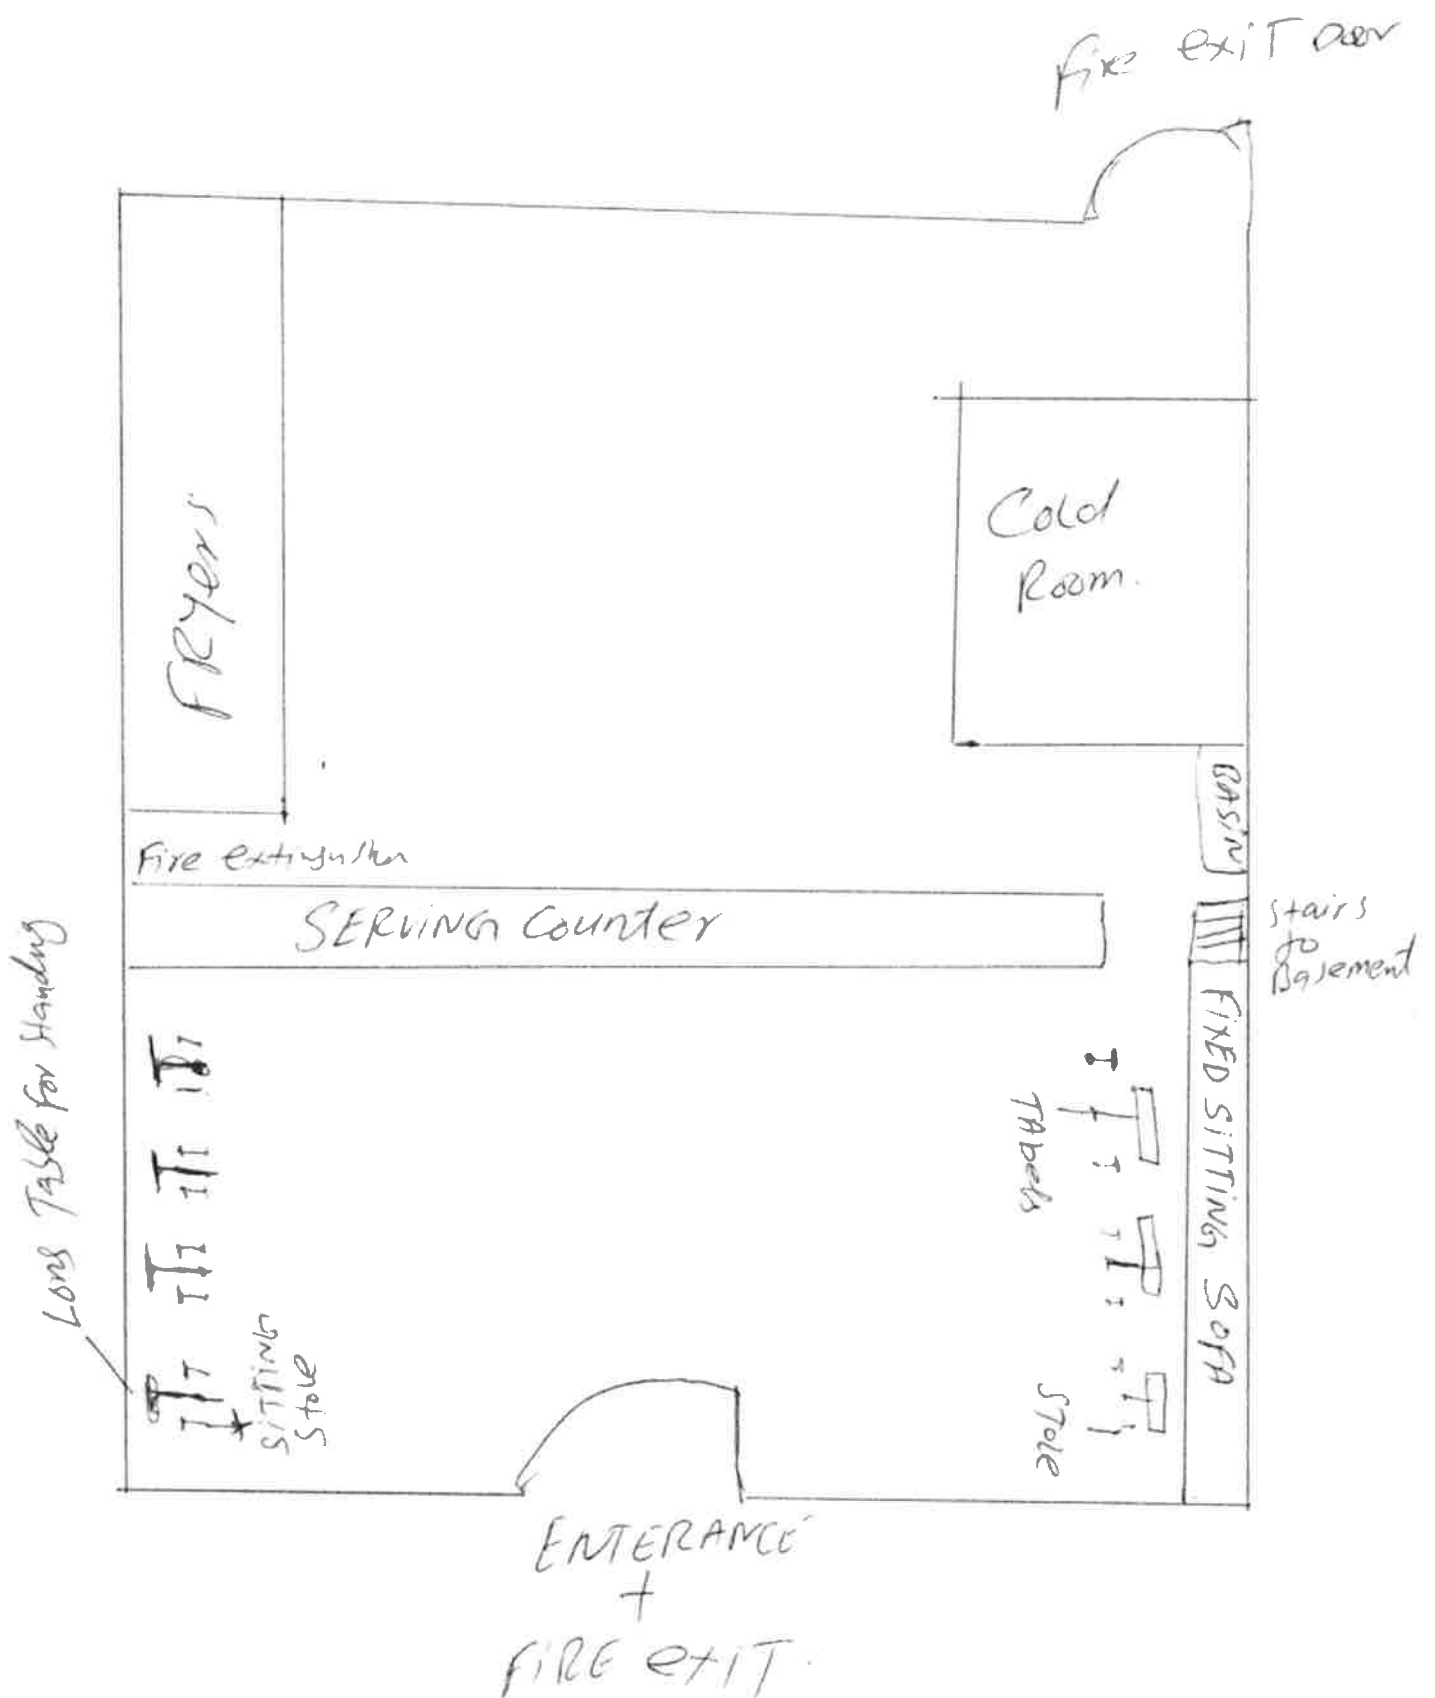 Fire exiT Door
FRyers
Cold
Room.
BASiN
Fire extinguisher
SERViNG Counter
Stairs
to
Basement
Long Table for Standing
FIXED SiTTiNG SofA
TAbels
SiTTiNG
Stole
STole
ENTERANCE
+
FiRE exiT.